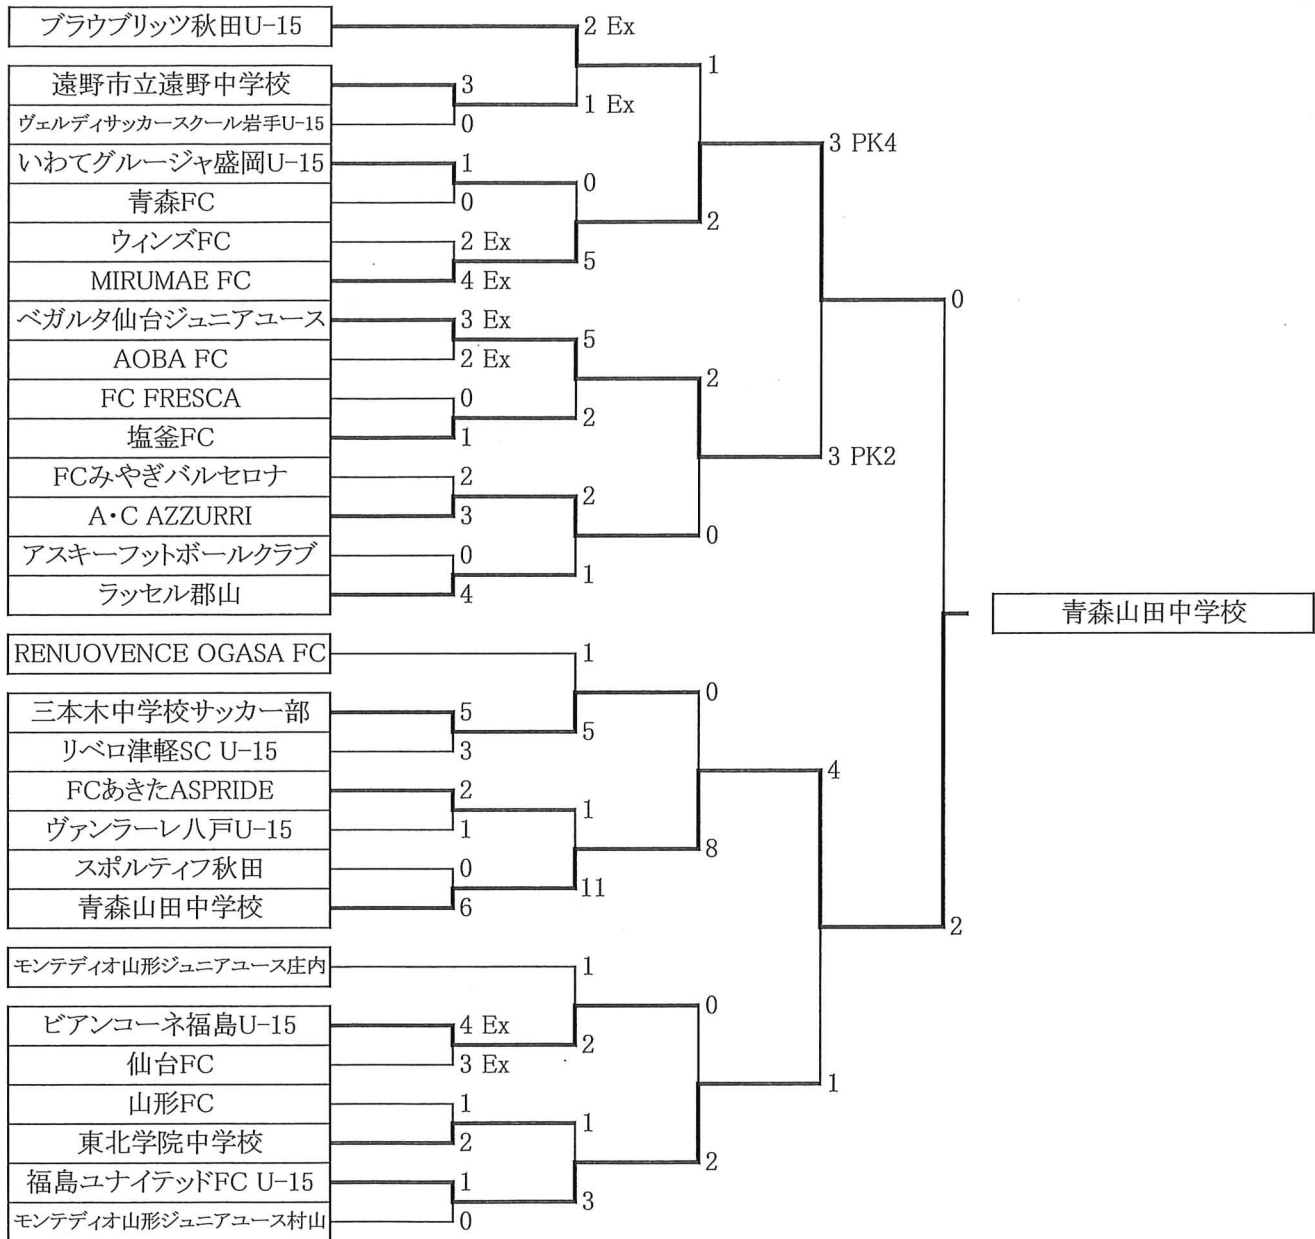 ブラウブリッツ秋田U-15
2 Ex
1
遠野市立遠野中学校
3
1 Ex
ヴェルディサッカースクール岩手U-15
0
3 PK4
いわてグルージャ盛岡U-15
1
0
青森FC
0
2
ウィンズFC
2 Ex
5
MIRUMAE FC
4 Ex
0
ベガルタ仙台ジュニアユース
3 Ex
5
AOBA FC
2 Ex
2
FC FRESCA
0
2
塩釜FC
1
3 PK2
FCみやぎバルセロナ
2
2
A・C AZZURRI
3
0
アスキーフットボールクラブ
0
1
ラッセル郡山
4
青森山田中学校
RENUOVENCE OGASA FC
1
0
三本木中学校サッカー部
5
5
リベロ津軽SC U-15
3
4
FCあきたASPRIDE
2
1
ヴァンラーレ八戸U-15
1
8
スポルティフ秋田
0
11
青森山田中学校
6
2
モンテディオ山形ジュニアユース庄内
1
0
ビアンコーネ福島U-15
4 Ex
2
仙台FC
3 Ex
1
山形FC
1
1
東北学院中学校
2
2
福島ユナイテッドFC U-15
1
3
モンテディオ山形ジュニアユース村山
0